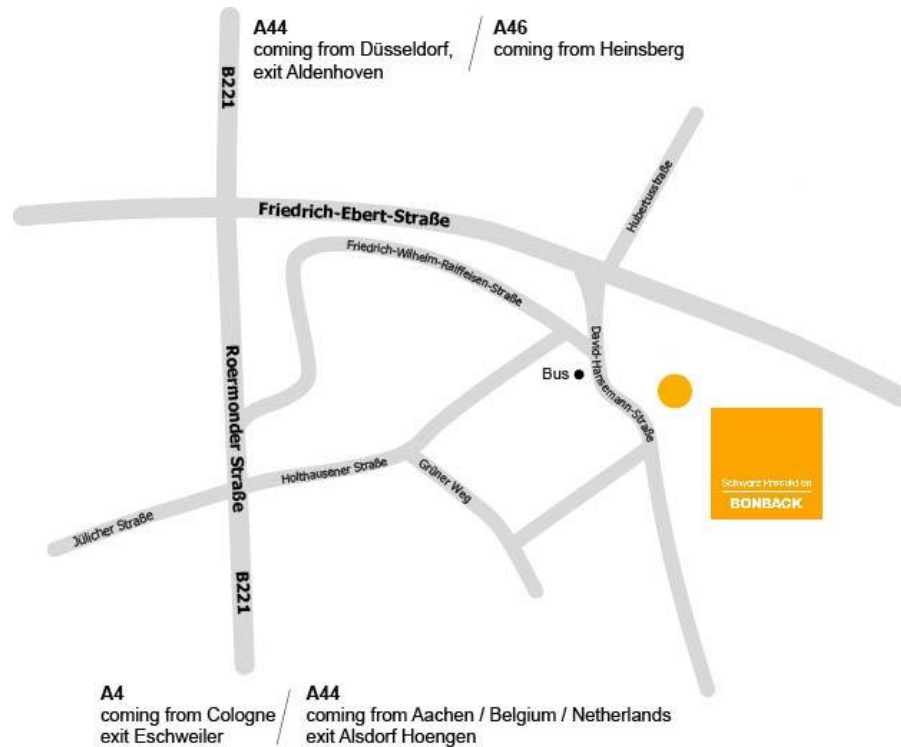 A44
coming from Düsseldorf,
exit Aldenhoven
A46
coming from Heinsberg
B221
Hubertusstraße
Friedrich-Ebert-Straße
Friedrich-Wilhelm-Raiffeisen-Straße
David-Hansemann-Straße
Roermonder Straße
Bus
Holthausener Straße
Grüner Weg
Schwarz Produktion
BONBACK
Jülicher Straße
B221
A4
coming from Cologne
exit Eschweiler
A44
coming from Aachen / Belgium / Netherlands
exit Alsdorf Hoengen